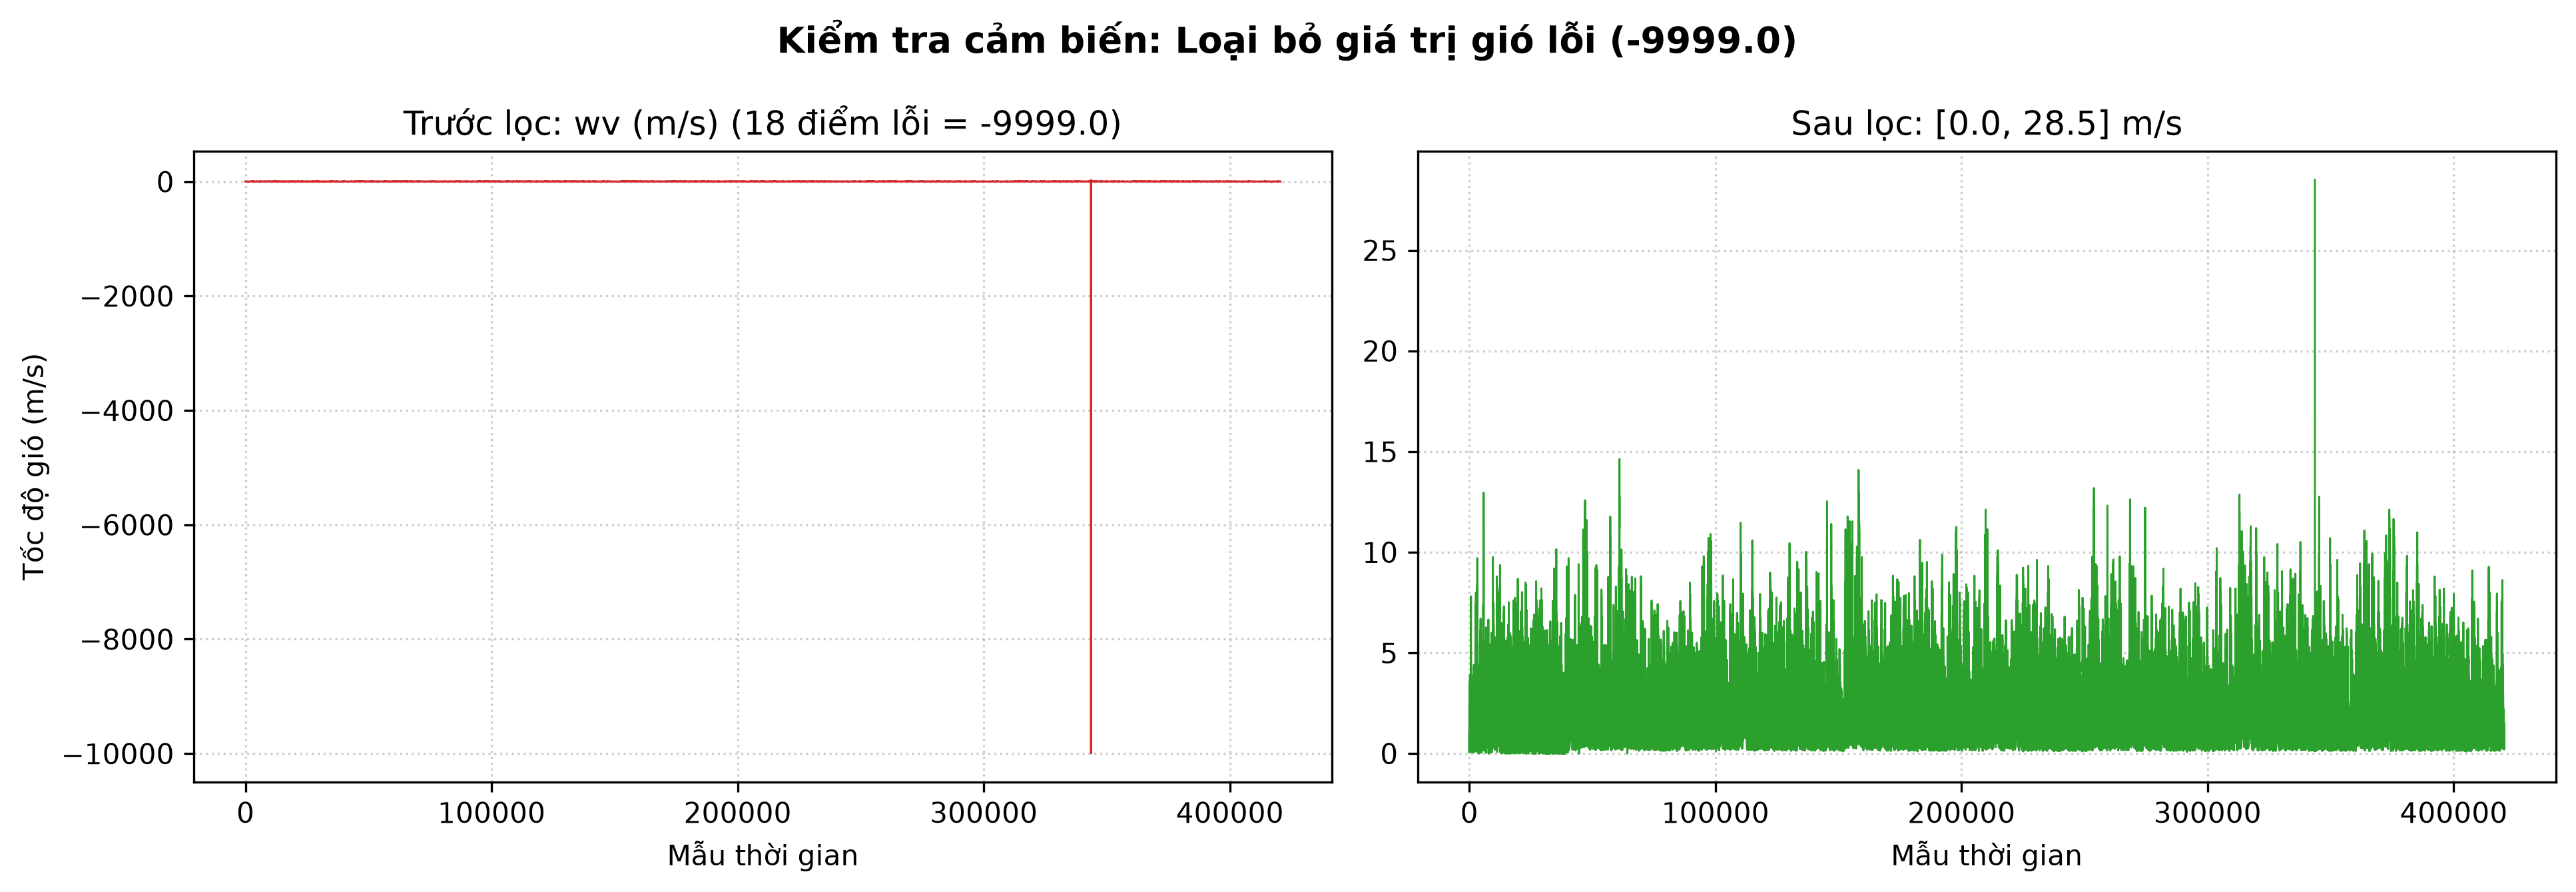 Kiểm tra cảm biến: Loại bỏ giá trị gió lỗi (-9999.0)
Trước lọc: wv (m/s) (18 điểm lỗi = -9999.0)
Tốc độ gió (m/s)
0
−2000
−4000
−6000
−8000
−10000
0 100000 200000 300000 400000
Mẫu thời gian
Sau lọc: [0.0, 28.5] m/s
25
20
15
10
5
0
0 100000 200000 300000 400000
Mẫu thời gian